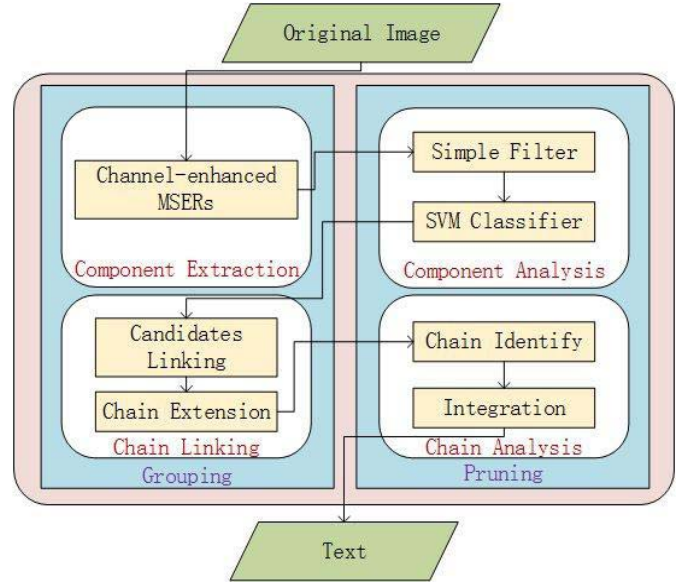 Original Image
Channel-enhanced
MSERs
Component Extraction
Simple Filter
SVM Classifier
Component Analysis
Candidates
Linking
Chain Extension
Chain Linking
Grouping
Chain Identify
Integration
Chain Analysis
Pruning
Text